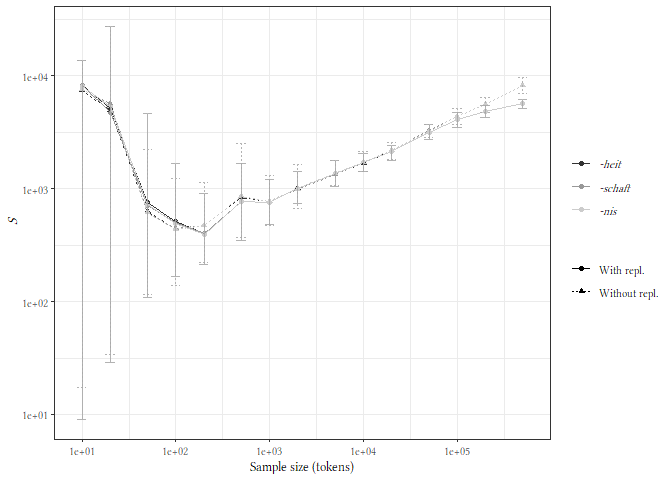 1e+04
1e+03
1e+02
1e+01
S
1e+01 1e+02 1e+03 1e+04 1e+05
Sample size (tokens)
-heit
-schaft
-nis
With repl.
Without repl.